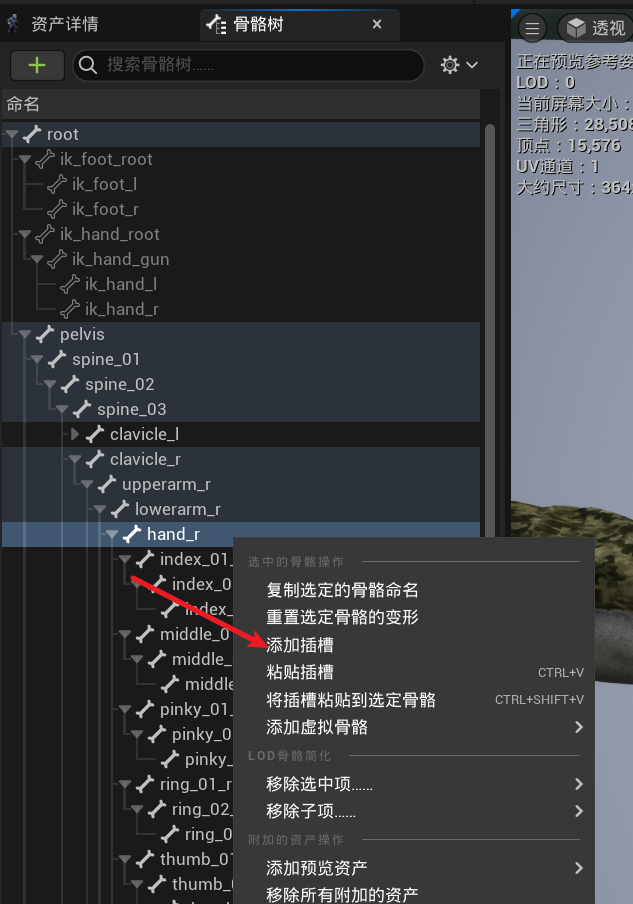 资产详情
骨骼树
搜索骨骼树......
透视
命名
正在预览参考姿
LOD：0
当前屏幕大小：
三角形：28,508
顶点：15,576
UV通道：1
大约尺寸：364
root
ik_foot_root
ik_foot_l
ik_foot_r
ik_hand_root
ik_hand_gun
ik_hand_l
ik_hand_r
pelvis
spine_01
spine_02
spine_03
clavicle_l
clavicle_r
upperarm_r
lowerarm_r
hand_r
index_01_
index_0
index_
middle_0
middle_
middle
pinky_01_
pinky_0
pinky_
ring_01_r
ring_02_
ring_0
thumb_01
thumb_
选中的骨骼操作
复制选定的骨骼命名
重置选定骨骼的变形
添加插槽
粘贴插槽 CTRL+V
将插槽粘贴到选定骨骼 CTRL+SHIFT+V
添加虚拟骨骼
LOD骨骼简化
移除选中项......
移除子项......
附加的资产操作
添加预览资产
移除所有附加的资产